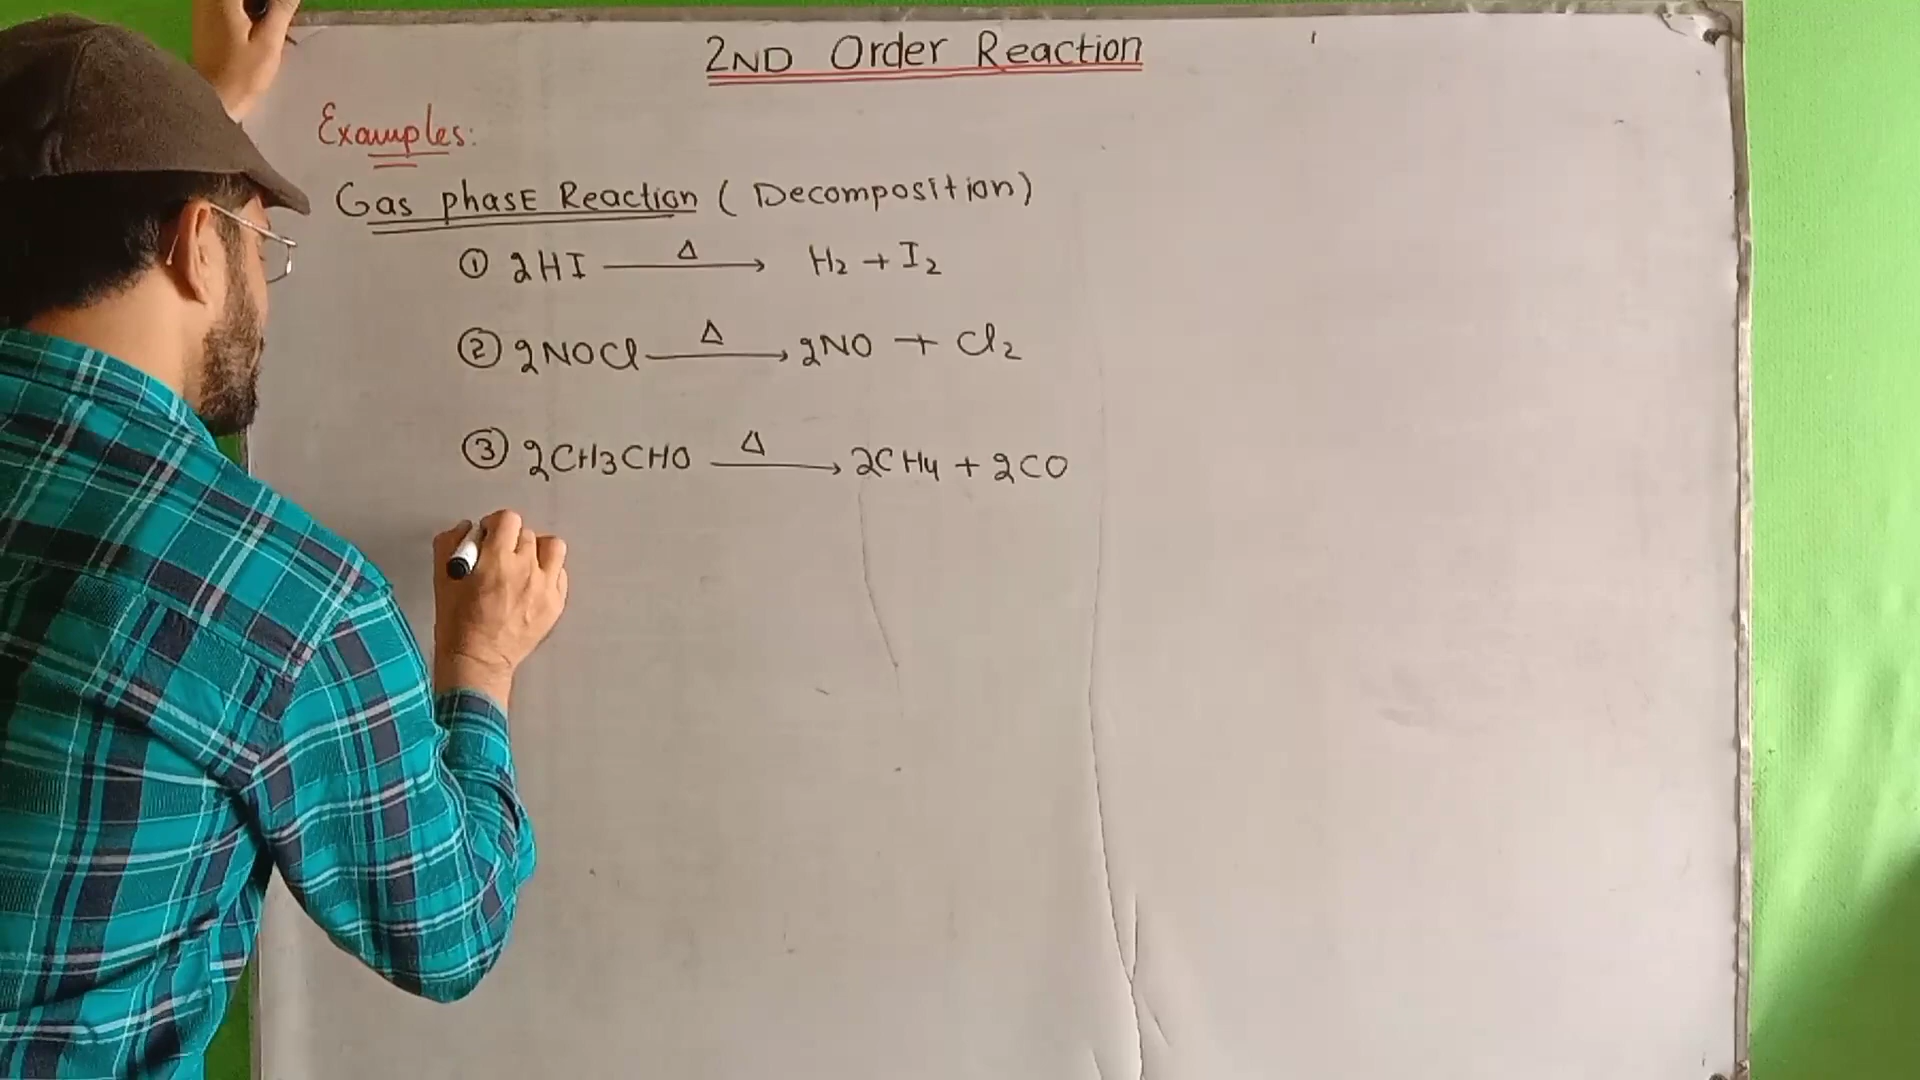 2ND Order Reaction
Examples:
Gas phasE Reaction (Decomposition)
① 2HI —Δ→ H2 + I2
② 2NOCl —Δ→ 2NO + Cl2
③ 2CH3CHO —Δ→ 2CH4 + 2CO